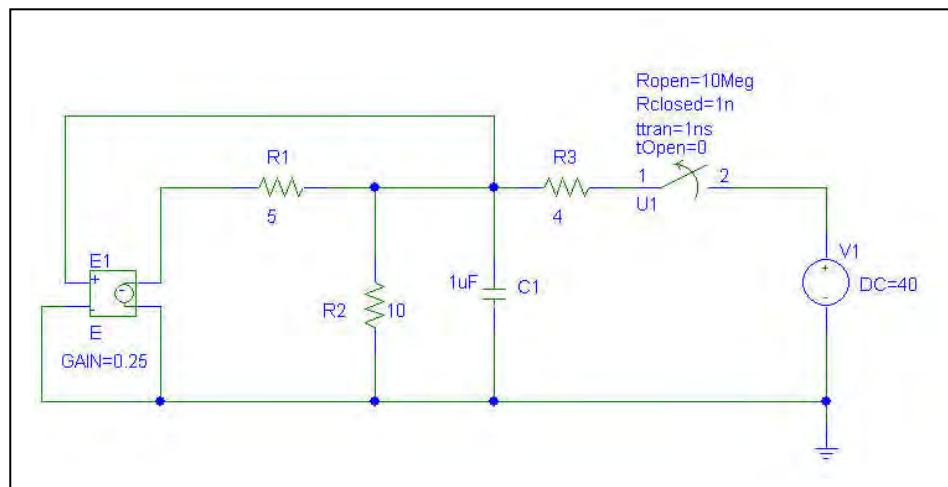 Ropen=10Meg
Rclosed=1n
ttran=1ns
tOpen=0
R1
R3
1
2
U1
5
4
V1
E1
+
-
-
1uF
C1
+
-
DC=40
R2
10
E
GAIN=0.25